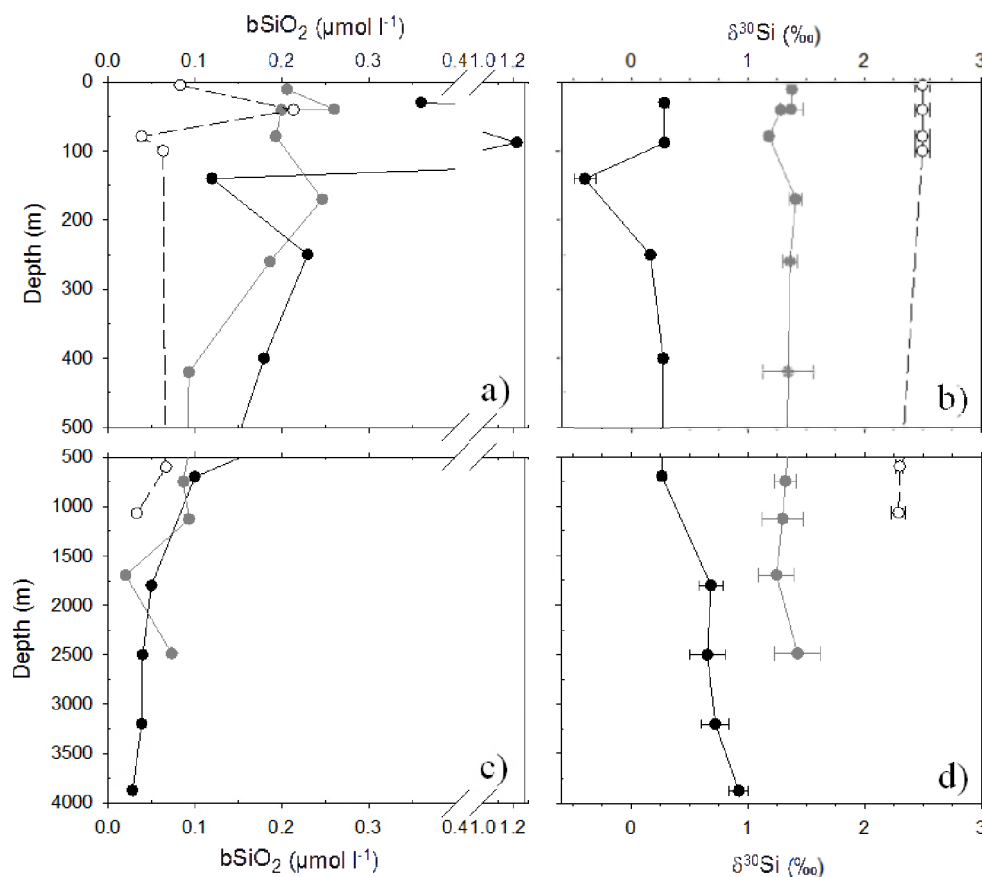 bSiO₂ (µmol l⁻¹)
0.0 0.1 0.2 0.3 0.4 1.0 1.2
δ³⁰Si (‰)
0 1 2 3
0
100
200
300
400
500
Depth (m)
a)
b)
500
1000
1500
2000
2500
3000
3500
4000
Depth (m)
c)
d)
0.0 0.1 0.2 0.3 0.4 1.0 1.2
bSiO₂ (µmol l⁻¹)
0 1 2 3
δ³⁰Si (‰)